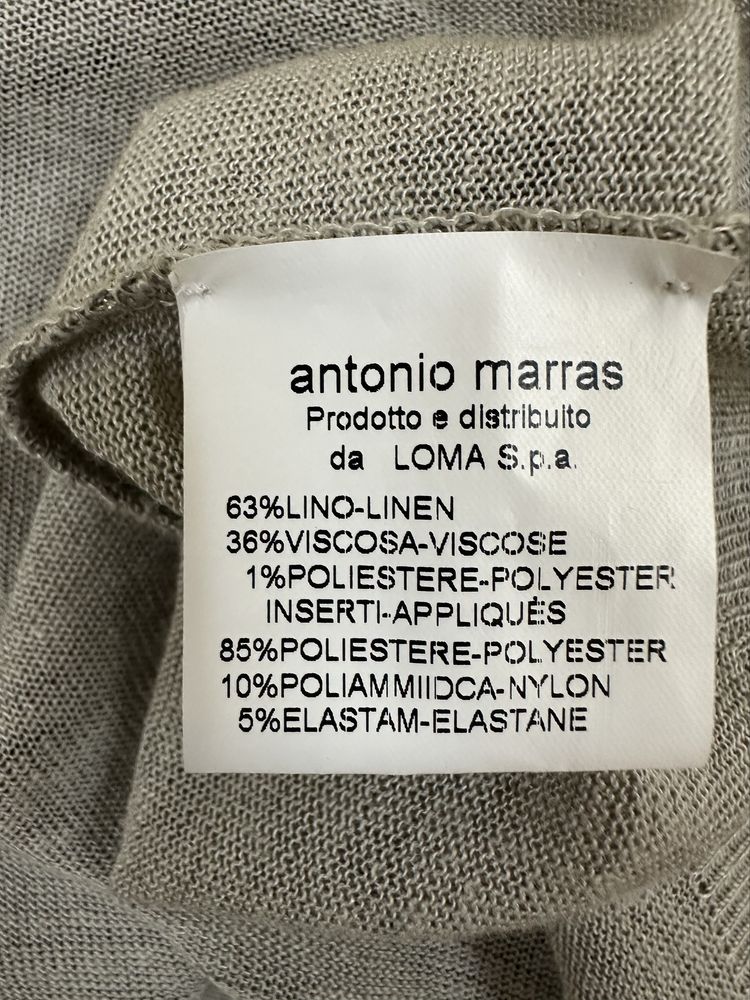 antonio marras
Prodotto e distribuito
da LOMA S.p.a.
63%LINO-LINEN
36%VISCOSA-VISCOSE
1%POLIESTERE-POLYESTER
INSERTI-APPLIQUÉS
85%POLIESTERE-POLYESTER
10%POLIAMMIIDCA-NYLON
5%ELASTAM-ELASTANE